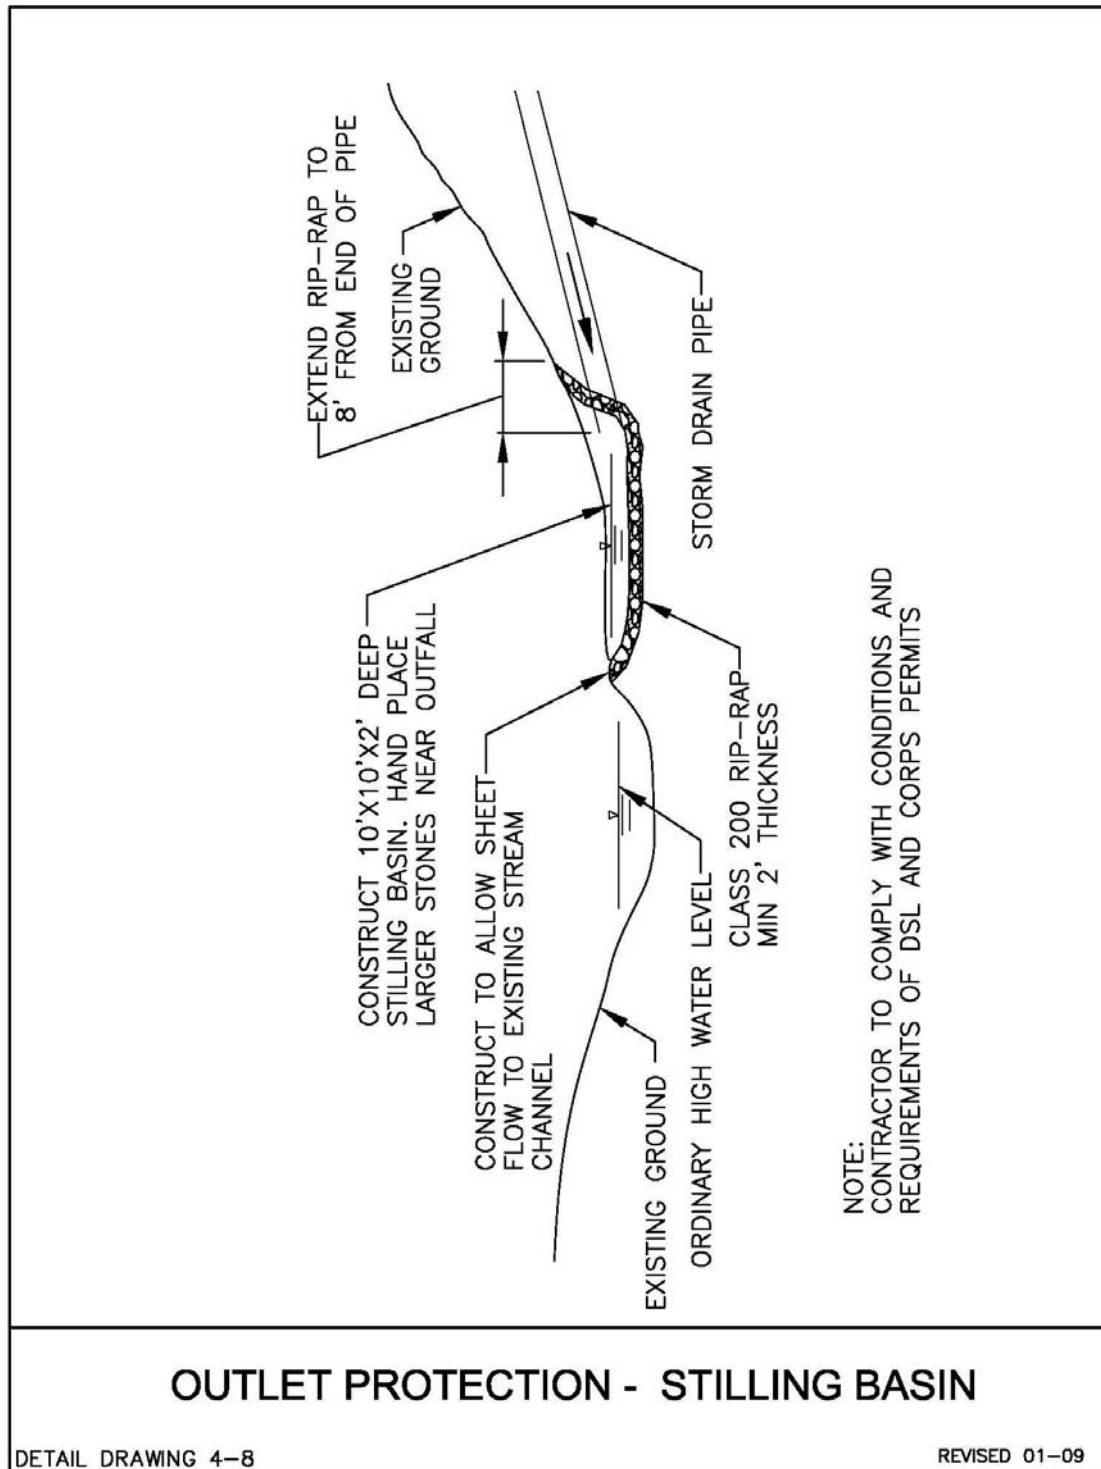 EXTEND RIP-RAP TO
8' FROM END OF PIPE
EXISTING
GROUND
CONSTRUCT 10'X10'X2' DEEP
STILLING BASIN. HAND PLACE
LARGER STONES NEAR OUTFALL
CONSTRUCT TO ALLOW SHEET
FLOW TO EXISTING STREAM
CHANNEL
STORM DRAIN PIPE
CLASS 200 RIP-RAP
MIN 2' THICKNESS
ORDINARY HIGH WATER LEVEL
EXISTING GROUND
NOTE:
CONTRACTOR TO COMPLY WITH CONDITIONS AND
REQUIREMENTS OF DSL AND CORPS PERMITS
OUTLET PROTECTION - STILLING BASIN
DETAIL DRAWING 4-8
REVISED 01-09